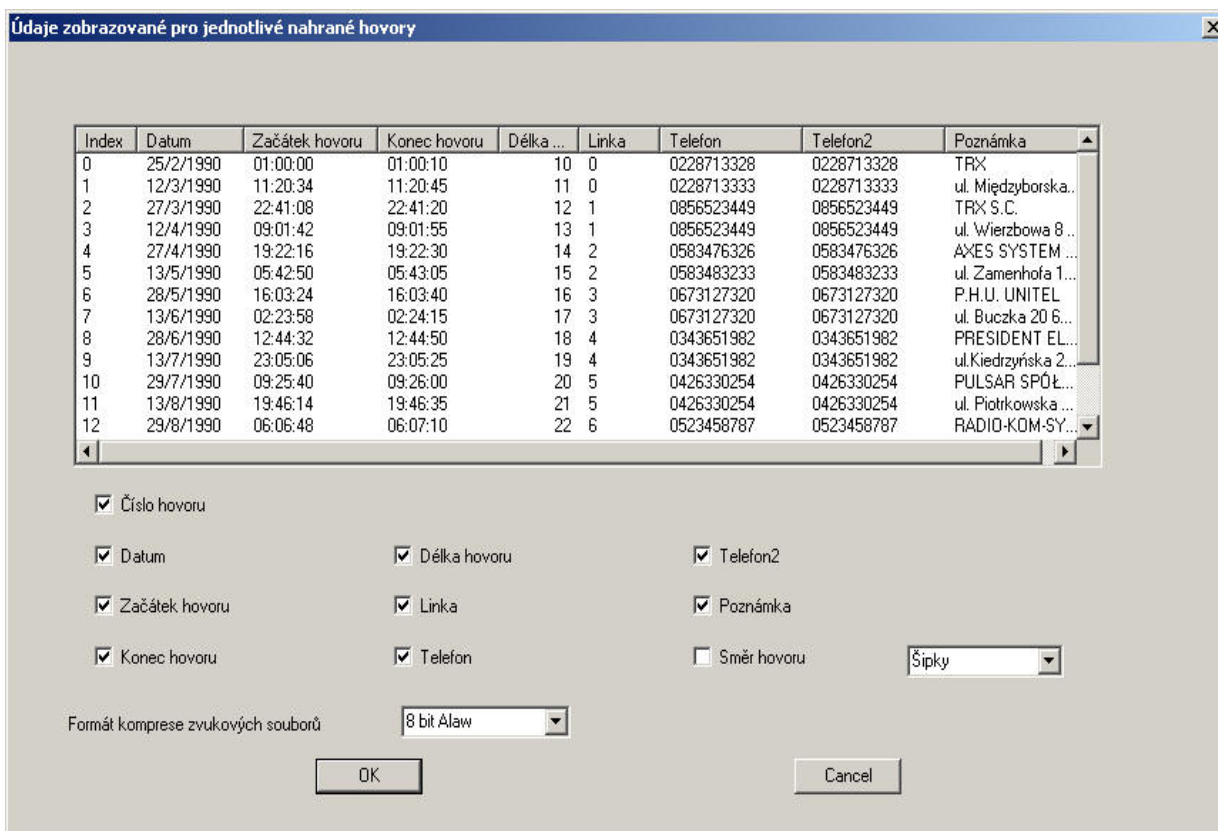 Údaje zobrazované pro jednotlivé nahrané hovory
Index Datum Začátek hovoru Konec hovoru Délka ... Linka Telefon Telefon2 Poznámka
0 25/2/1990 01:00:00 01:00:10 10 0 0228713328 0228713328 TRX
1 12/3/1990 11:20:34 11:20:45 11 0 0228713333 0228713333 ul. Międzyborska...
2 27/3/1990 22:41:08 22:41:20 12 1 0856523449 0856523449 TRX S.C.
3 12/4/1990 09:01:42 09:01:55 13 1 0856523449 0856523449 ul. Wierzbowa 8 ...
4 27/4/1990 19:22:16 19:22:30 14 2 0583476326 0583476326 AXES SYSTEM ...
5 13/5/1990 05:42:50 05:43:05 15 2 0583483233 0583483233 ul. Zamenhofa 1...
6 28/5/1990 16:03:24 16:03:40 16 3 0673127320 0673127320 P.H.U. UNITEL
7 13/6/1990 02:23:58 02:24:15 17 3 0673127320 0673127320 ul. Buczka 20 6...
8 28/6/1990 12:44:32 12:44:50 18 4 0343651982 0343651982 PRESIDENT EL...
9 13/7/1990 23:05:06 23:05:25 19 4 0343651982 0343651982 ul.Kiedrzyńska 2...
10 29/7/1990 09:25:40 09:26:00 20 5 0426330254 0426330254 PULSAR SPÓŁ...
11 13/8/1990 19:46:14 19:46:35 21 5 0426330254 0426330254 ul. Piotrkowska ...
12 29/8/1990 06:06:48 06:07:10 22 6 0523458787 0523458787 RADIO-KOM-SY...
Číslo hovoru
Datum Délka hovoru Telefon2
Začátek hovoru Linka Poznámka
Konec hovoru Telefon Směr hovoru Šipky
Formát komprese zvukových souborů 8 bit Alaw
OK Cancel